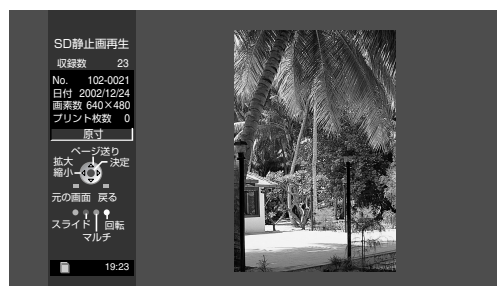 SD静止画再生
収録数 23
No. 102-0021
日付 2002/12/24
画素数 640×480
プリント枚数 0
原寸
ページ送り
拡大 決定
縮小
元の画面 戻る
スライド 回転
マルチ
19:23